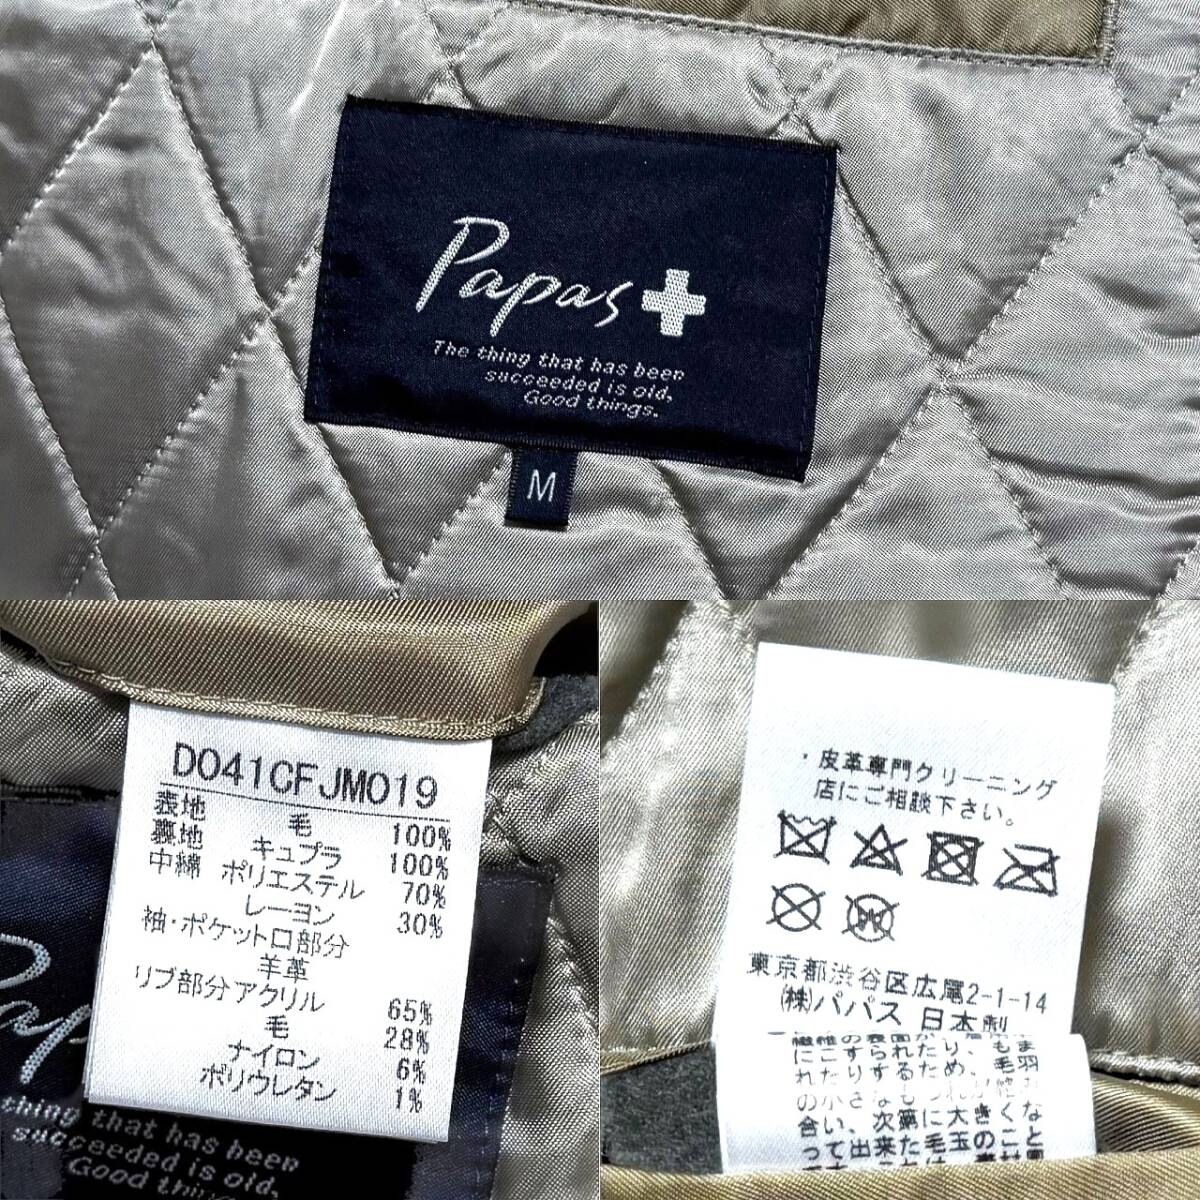 Papas
The thing that has been
succeeded is old,
Good things.
M
D041CFJM019
表地 毛 100%
裏地 キュプラ 100%
中綿 ポリエステル 70%
レーヨン 30%
袖・ポケット口部分
羊革
リブ部分アクリル 65%
毛 28%
ナイロン 6%
ポリウレタン 1%
thing that has been
succeeded is old,
Good
・皮革専門クリーニング
店にご相談下さい。
W
東京都渋谷区広尾2-1-14
(株)パパス 日本製
にこすられたり、もま
れたりするため、毛羽
の小さな
合い、次第に大きくな
って出来た毛玉の